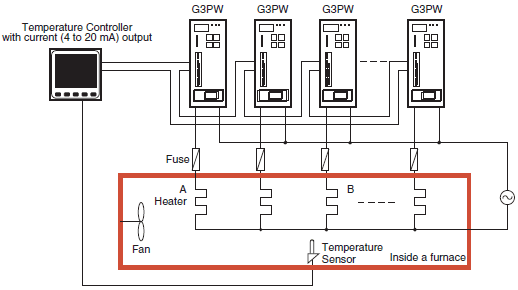 G3PW G3PW G3PW G3PW
Temperature Controller
with current (4 to 20 mA) output
Fuse
A B
Heater
Fan
Temperature
Sensor
Inside a furnace